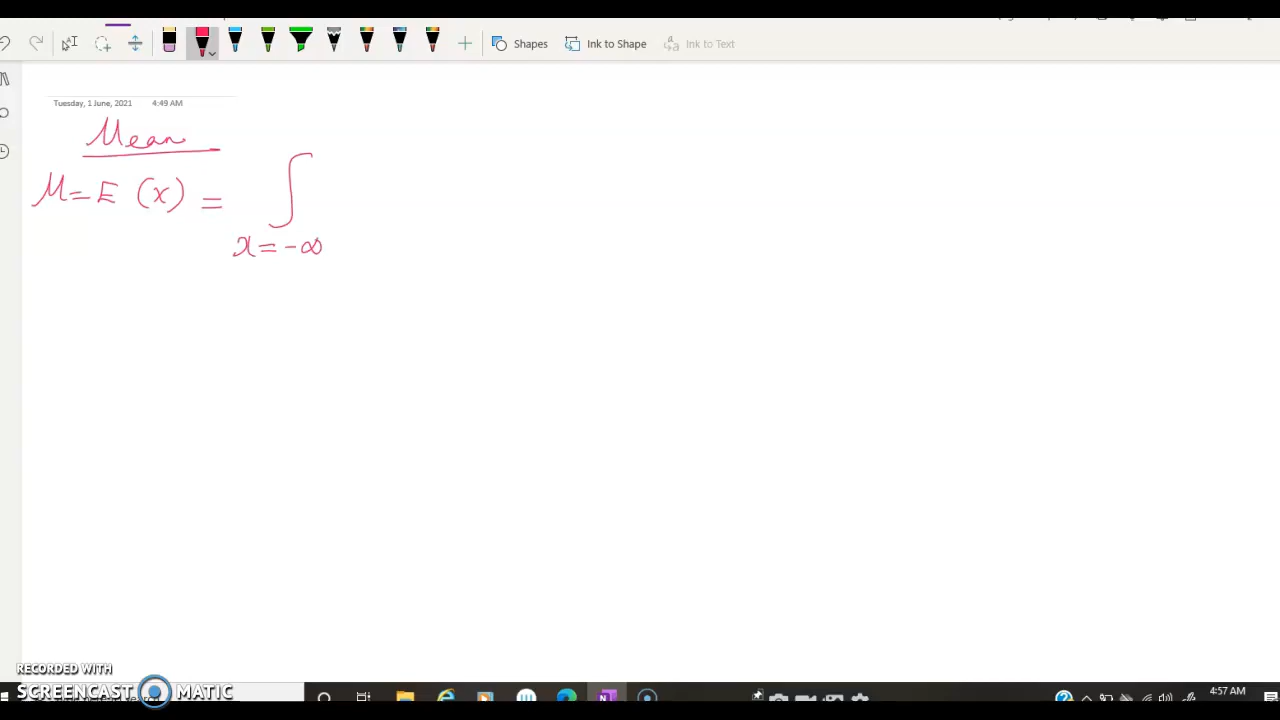 Shapes Ink to Shape Ink to Text
Tuesday, 1 June, 2021 4:49 AM
Mean
M = E (x) = ∫
x = -∞
RECORDED WITH
SCREENCAST MATIC
4:57 AM